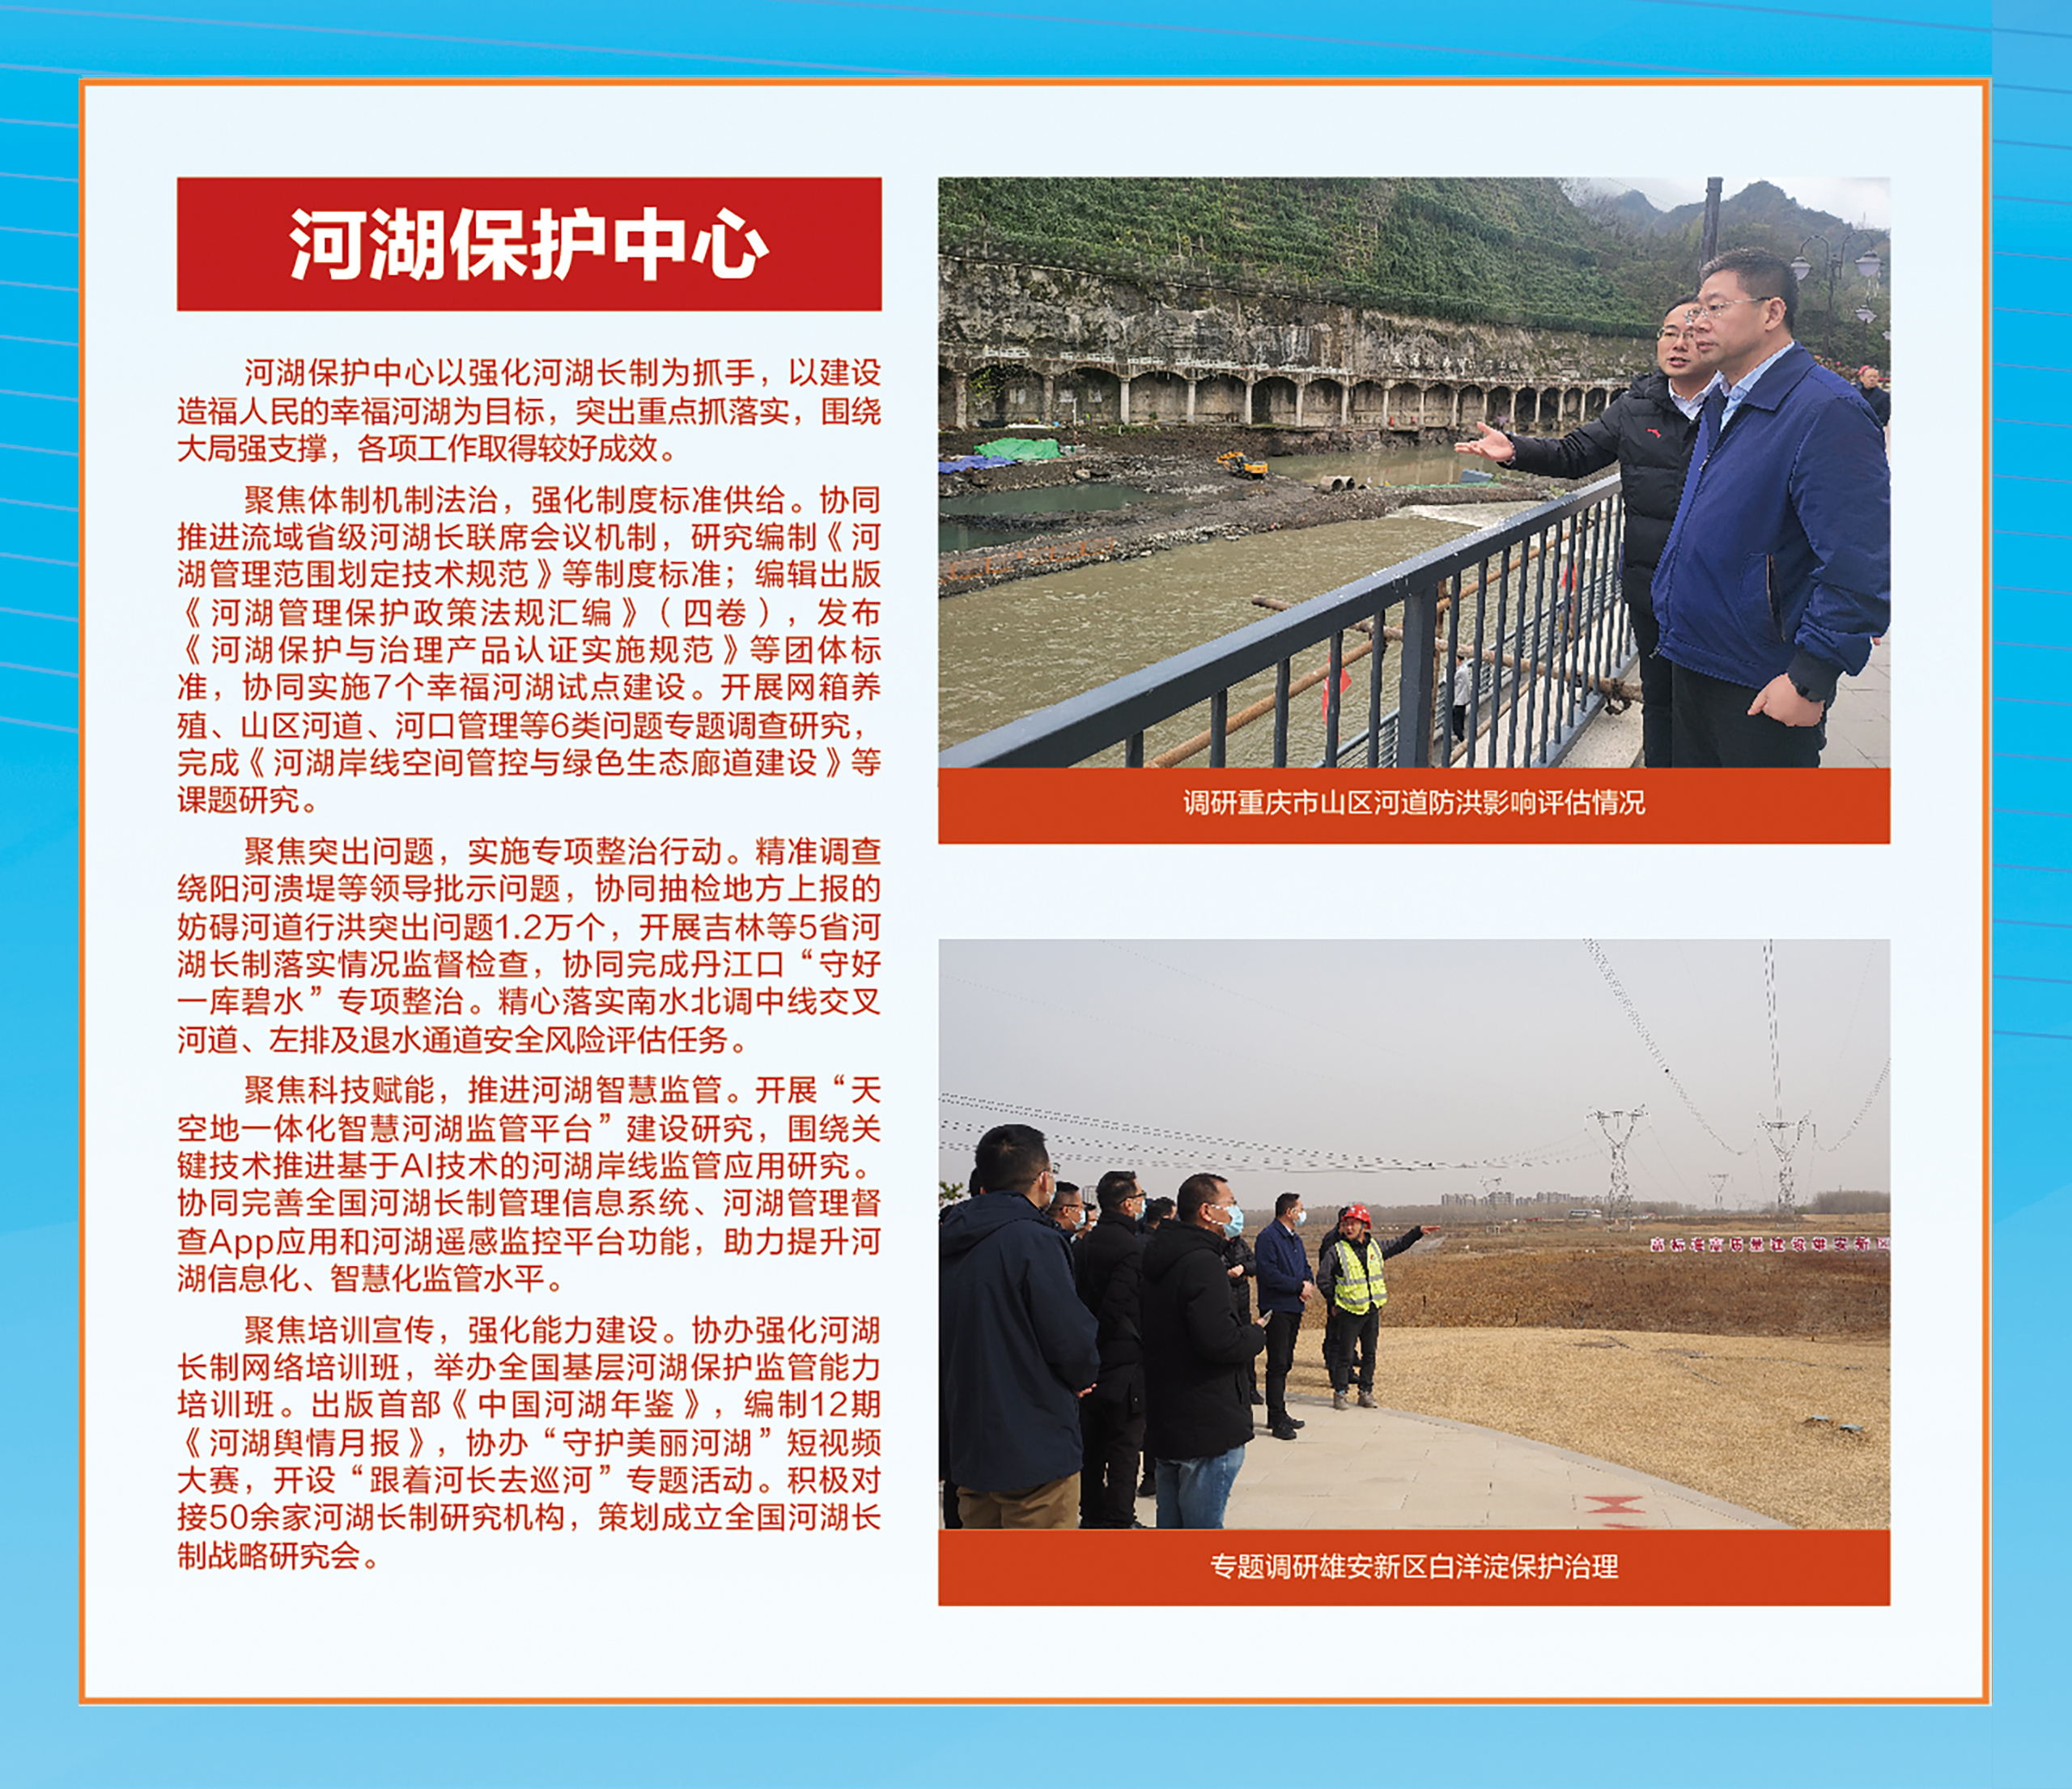 河湖保护中心
河湖保护中心以强化河湖长制为抓手，以建设
造福人民的幸福河湖为目标，突出重点抓落实，围绕
大局强支撑，各项工作取得较好成效。
聚焦体制机制法治，强化制度标准供给。协同
推进流域省级河湖长联席会议机制，研究编制《河
湖管理范围划定技术规范》等制度标准；编辑出版
《河湖管理保护政策法规汇编》（四卷），发布
《河湖保护与治理产品认证实施规范》等团体标
准，协同实施7个幸福河湖试点建设。开展网箱养
殖、山区河道、河口管理等6类问题专题调查研究，
完成《河湖岸线空间管控与绿色生态廊道建设》等
课题研究。
聚焦突出问题，实施专项整治行动。精准调查
绕阳河溃堤等领导批示问题，协同抽检地方上报的
妨碍河道行洪突出问题1.2万个，开展吉林等5省河
湖长制落实情况监督检查，协同完成丹江口“守好
一库碧水”专项整治。精心落实南水北调中线交叉
河道、左排及退水通道安全风险评估任务。
聚焦科技赋能，推进河湖智慧监管。开展“天
空地一体化智慧河湖监管平台”建设研究，围绕关
键技术推进基于AI技术的河湖岸线监管应用研究。
协同完善全国河湖长制管理信息系统、河湖管理督
查App应用和河湖遥感监控平台功能，助力提升河
湖信息化、智慧化监管水平。
聚焦培训宣传，强化能力建设。协办强化河湖
长制网络培训班，举办全国基层河湖保护监管能力
培训班。出版首部《中国河湖年鉴》，编制12期
《河湖舆情月报》，协办“守护美丽河湖”短视频
大赛，开设“跟着河长去巡河”专题活动。积极对
接50余家河湖长制研究机构，策划成立全国河湖长
制战略研究会。
调研重庆市山区河道防洪影响评估情况
高标准高质量建设雄安新区
专题调研雄安新区白洋淀保护治理